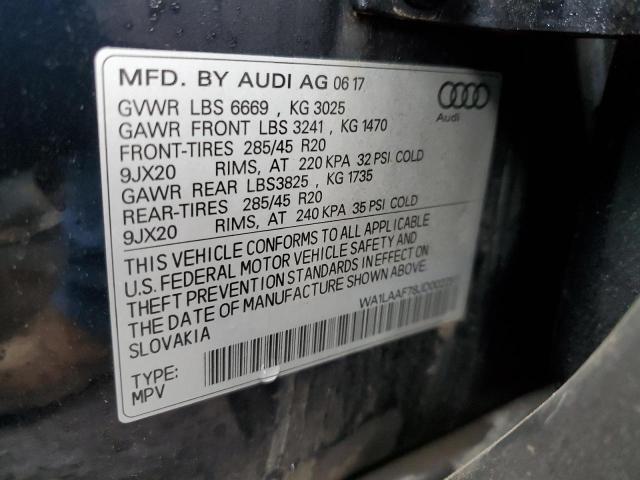 MFD. BY AUDI AG 06 17
GVWR LBS 6669 , KG 3025
GAWR FRONT LBS 3241 , KG 1470
FRONT-TIRES 285/45 R20
9JX20 RIMS, AT 220 KPA 32 PSI COLD
GAWR REAR LBS3825 , KG 1735
REAR-TIRES 285/45 R20
9JX20 RIMS, AT 240 KPA 35 PSI COLD
Audi
THIS VEHICLE CONFORMS TO ALL APPLICABLE
U.S. FEDERAL MOTOR VEHICLE SAFETY AND
THEFT PREVENTION STANDARDS IN EFFECT ON
THE DATE OF MANUFACTURE SHOWN ABOVE.
SLOVAKIA
TYPE:
MPV